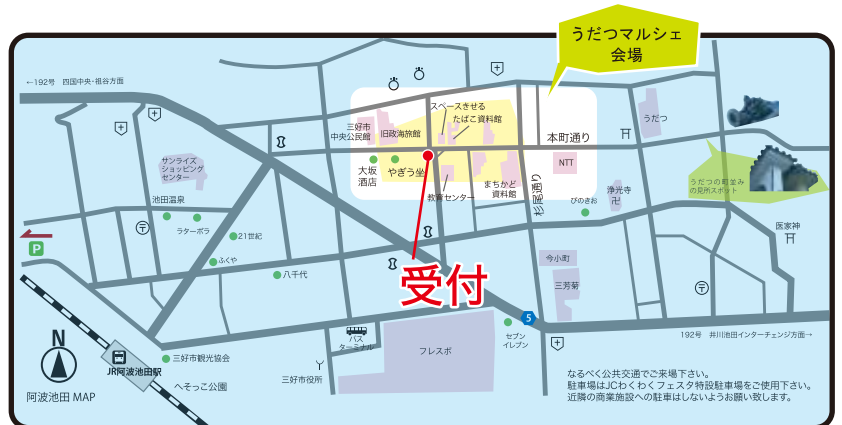 うだつマルシェ
会場
←192号 四国中央・祖谷方面
スペースきせる
たばこ資料館
三好市
中央公民館
旧政海旅館
本町通り
うだつ
大坂
酒店
やぎう坐
NTT
教育センター
まちかど
資料館
杉尾通り
うだつの町並み
の見所スポット
サンライズ
ショッピング
センター
浄光寺
卍
びのきお
池田温泉
ラターポラ
21世紀
医家神
P
ふくや
八千代
受付
今小町
三芳菊
5
セブン
イレブン
192号 井川池田インターチェンジ方面→
N
阿波池田 MAP
JR阿波池田駅
三好市観光協会
へそっこ公園
バス
ターミナル
三好市役所
フレスポ
なるべく公共交通でご来場下さい。
駐車場はJCわくわくフェスタ特設駐車場をご使用下さい。
近隣の商業施設への駐車はしないようお願い致します。